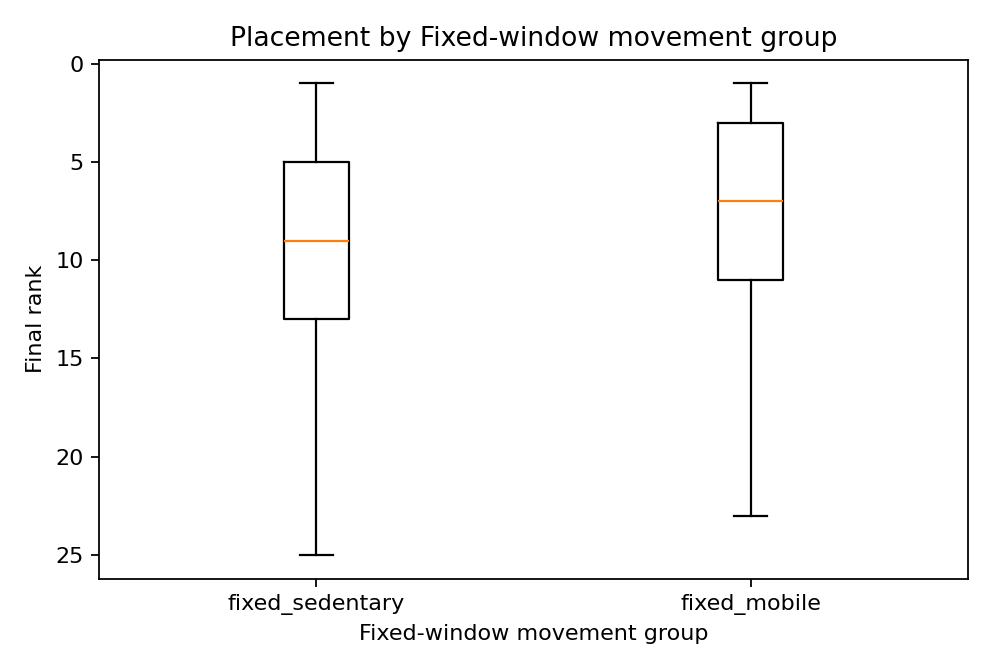 Placement by Fixed-window movement group
Final rank
0
5
10
15
20
25
fixed_sedentary
fixed_mobile
Fixed-window movement group